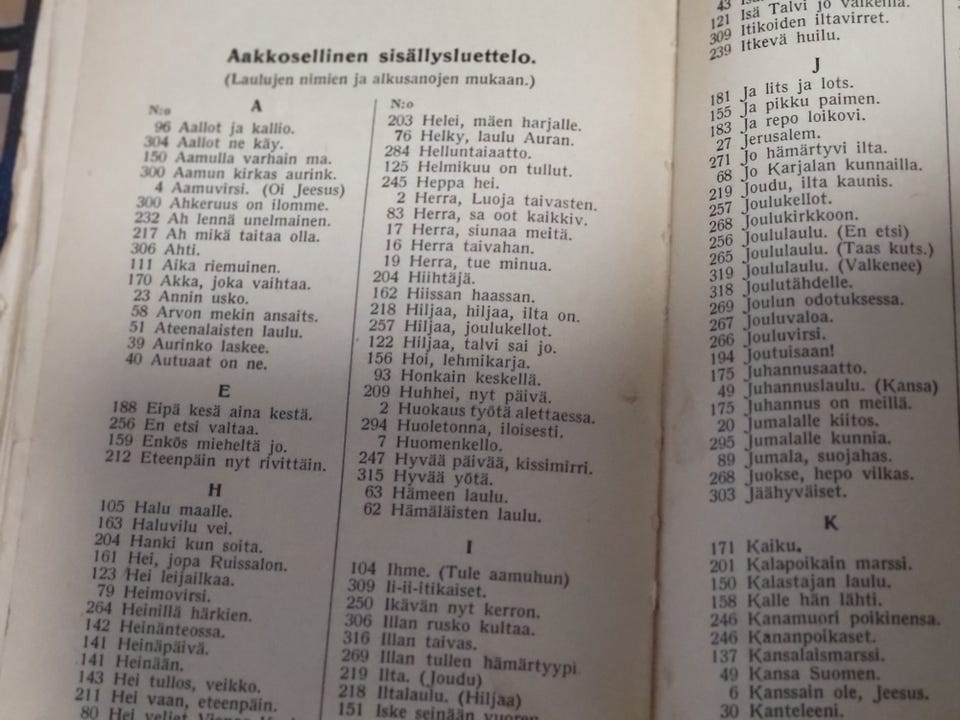 Aakkosellinen sisällysluettelo.
(Laulujen nimien ja alkusanojen mukaan.)
N:o
A
96 Aallot ja kallio.
304 Aallot ne käy.
150 Aamulla varhain ma.
300 Aamun kirkas aurink.
4 Aamuvirsi. (Oi Jeesus)
300 Ahkeruus on ilomme.
232 Ah lennä unelmainen.
217 Ah mikä taitaa olla.
306 Ahti.
111 Aika riemuinen.
170 Akka, joka vaihtaa.
23 Annin usko.
58 Arvon mekin ansaits.
51 Ateenalaisten laulu.
39 Aurinko laskee.
40 Autuaat on ne.
E
188 Eipä kesä aina kestä.
256 En etsi valtaa.
159 Enkös mieheltä jo.
212 Eteenpäin nyt rivittäin.
H
105 Halu maalle.
163 Haluvilu vei.
204 Hanki kun soita.
161 Hei, jopa Ruissalon.
123 Hei leijailkaa.
79 Heimovirsi.
264 Heinillä härkien.
142 Heinänteossa.
141 Heinäpäivä.
141 Heinään.
143 Hei tullos, veikko.
211 Hei vaan, eteenpäin.
80 Hei veljet
N:o
203 Helei, mäen harjalle.
76 Helky, laulu Auran.
284 Helluntaiaatto.
125 Helmikuu on tullut.
245 Heppa hei.
2 Herra, Luoja taivasten.
83 Herra, sa oot kaikkiv.
17 Herra, siunaa meitä.
16 Herra taivahan.
19 Herra, tue minua.
204 Hiihtäjä.
162 Hiissan haassan.
218 Hiljaa, hiljaa, ilta on.
257 Hiljaa, joulukellot.
122 Hiljaa, talvi sai jo.
156 Hoi, lehmikarja.
93 Honkain keskellä.
209 Huhhei, nyt päivä.
2 Huokaus työtä alettaessa.
294 Huoletonna, iloisesti.
7 Huomenkello.
247 Hyvää päivää, kissimirri.
315 Hyvää yötä.
63 Hämeen laulu.
62 Hämäläisten laulu.
I
104 Ihme. (Tule aamuhun)
309 Ii-ii-itikaiset.
250 Ikävän nyt kerron.
306 Illan rusko kultaa.
316 Illan taivas.
269 Illan tullen hämärtyypi
219 Ilta. (Joudu)
218 Iltalaulu. (Hiljaa)
151 Iske seinään vuoren
43
121 Isä Talvi jo valkeilla.
309 Itikoiden iltavirret.
239 Itkevä huilu.
J
181 Ja lits ja lots.
155 Ja pikku paimen.
183 Ja repo loikovi.
27 Jerusalem.
271 Jo hämärtyvi ilta.
68 Jo Karjalan kunnailla.
219 Joudu, ilta kaunis.
257 Joulukellot.
268 Joulukirkkoon.
256 Joululaulu. (En etsi)
265 Joululaulu. (Taas kuts.)
319 Joululaulu. (Valkenee)
318 Joulutähdelle.
269 Joulun odotuksessa.
267 Jouluvaloa.
266 Jouluvirsi.
194 Joutuisaan!
175 Juhannusaatto.
49 Juhannuslaulu. (Kansa)
175 Juhannus on meillä.
20 Jumalalle kiitos.
295 Jumalalle kunnia.
89 Jumala, suojahas.
268 Juokse, hepo vilkas.
303 Jäähyväiset.
K
171 Kaiku.
201 Kalapoikain marssi.
150 Kalastajan laulu.
158 Kalle hän lähti.
246 Kanamuori poikinensa.
246 Kananpoikaset.
137 Kansalaismarssi.
49 Kansa Suomen.
6 Kanssain ole, Jeesus.
30 Kanteleeni.